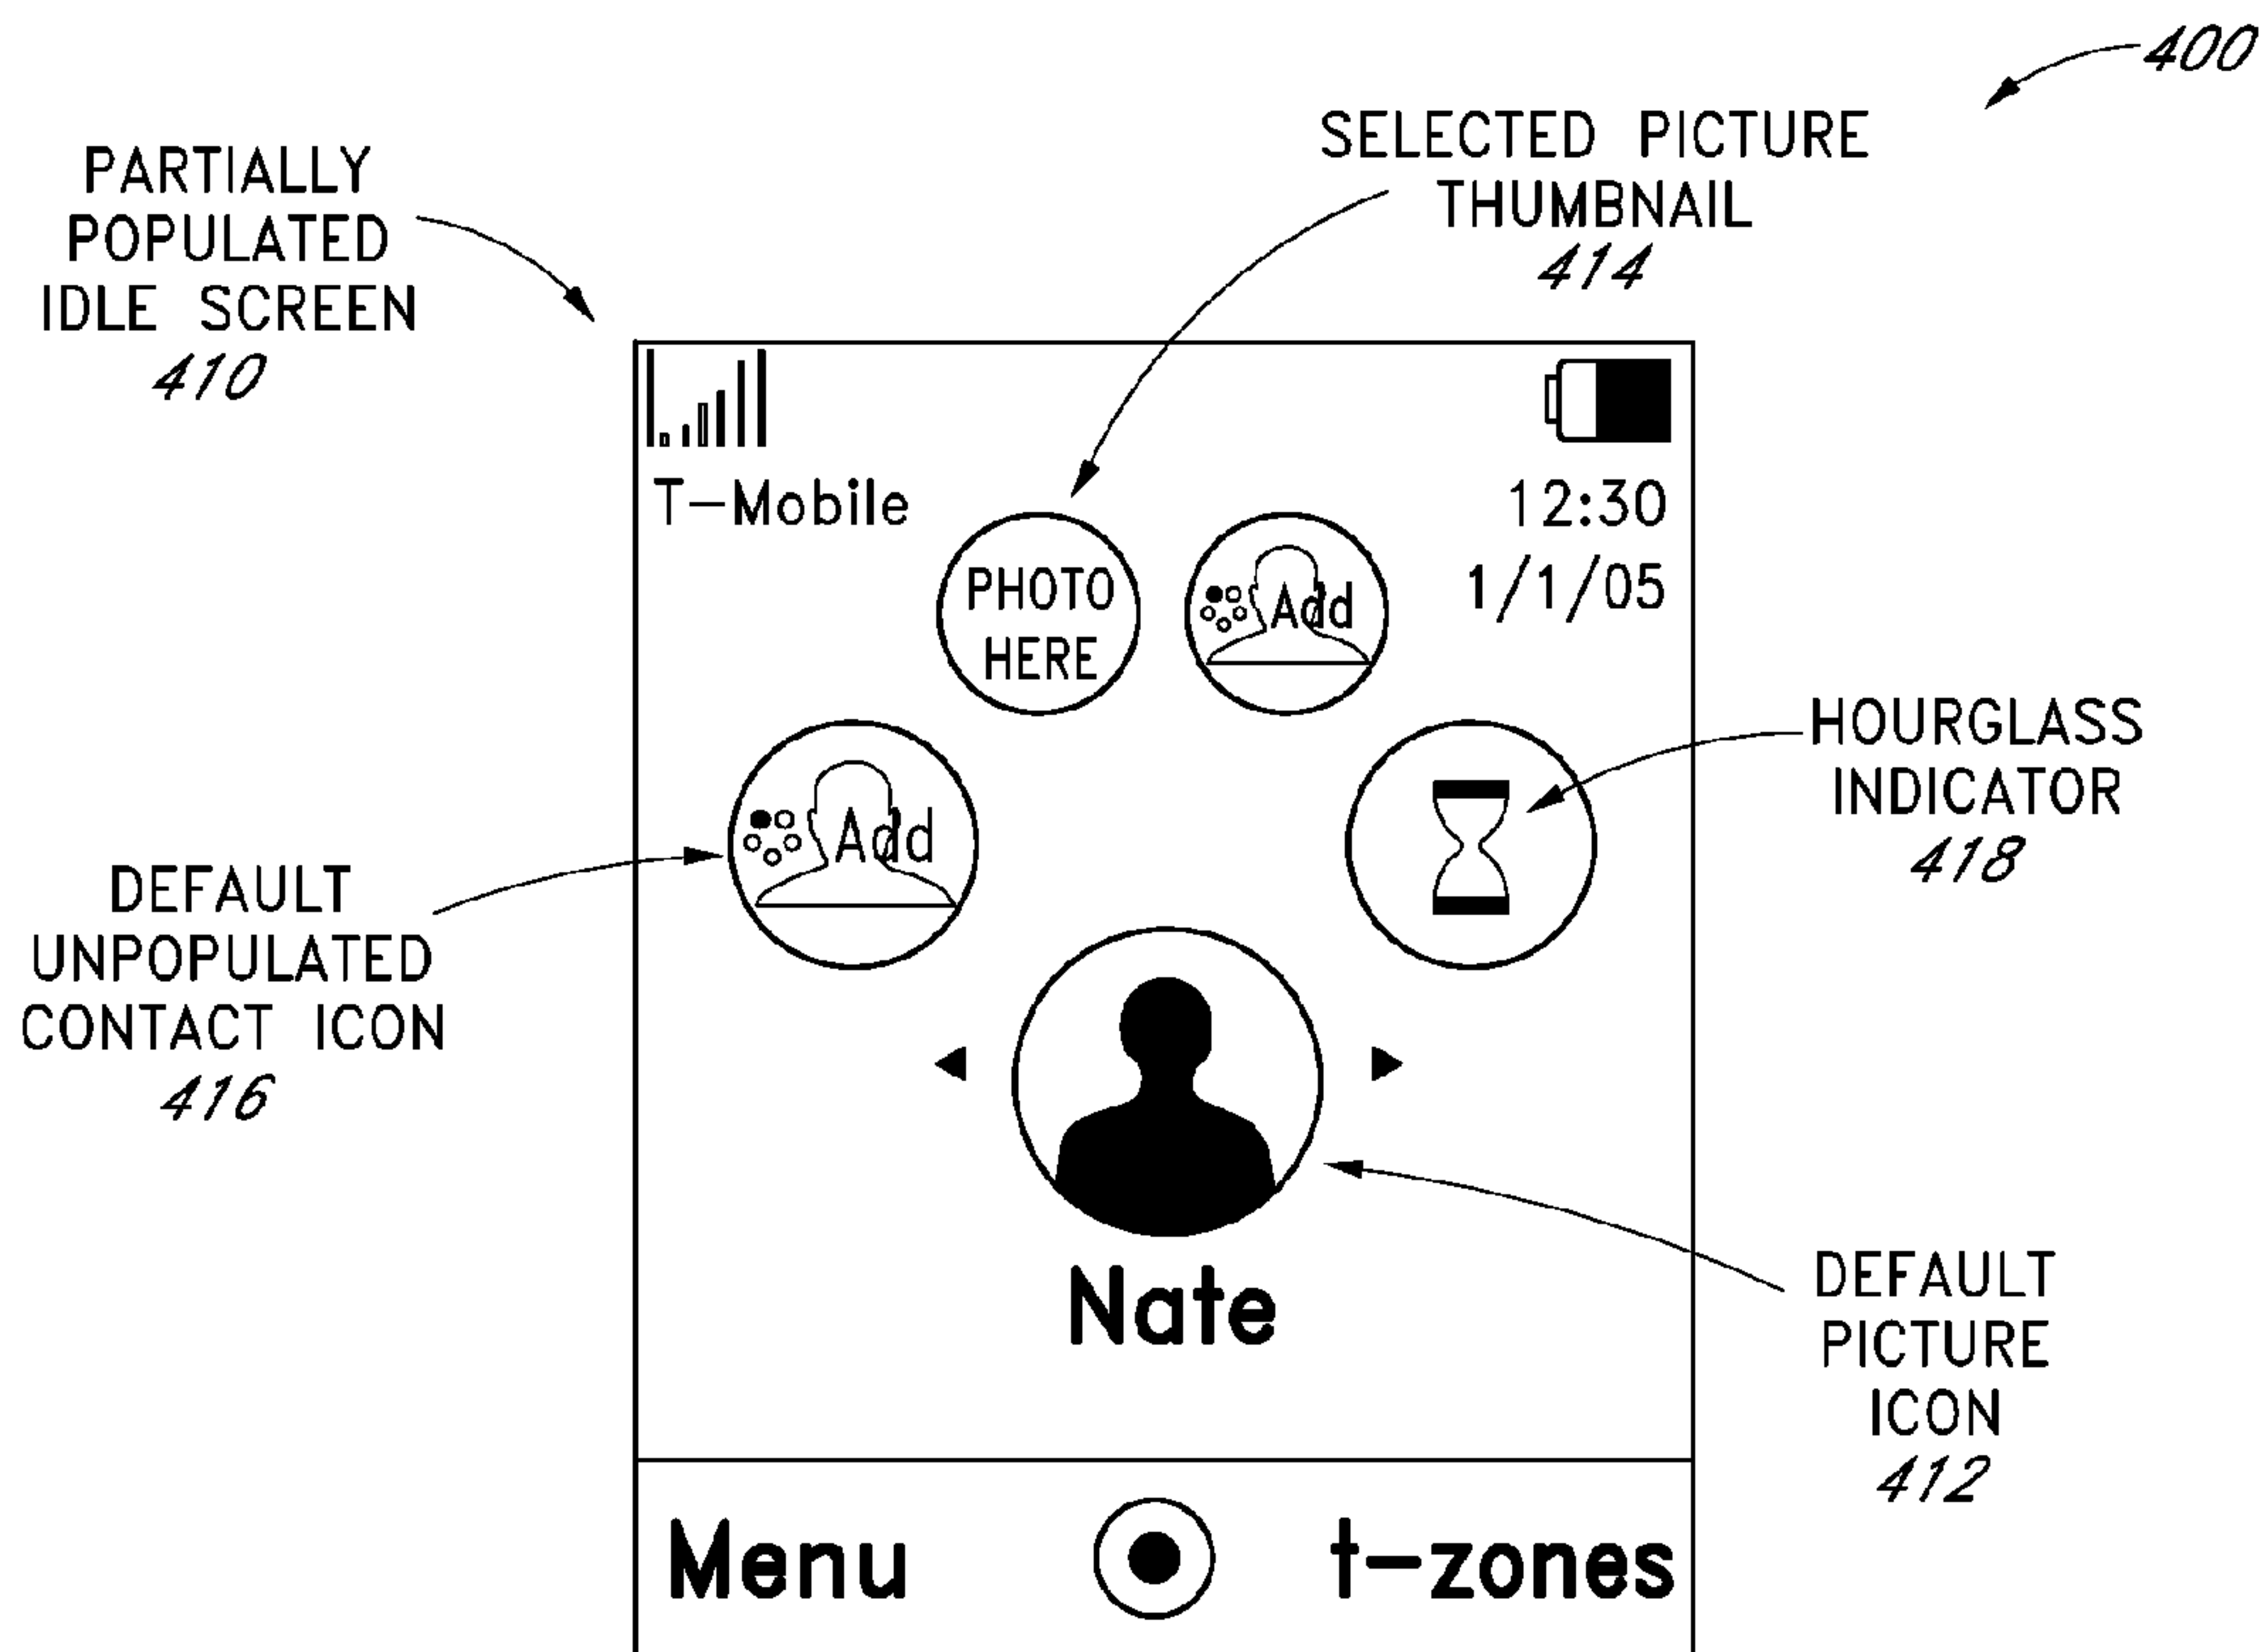 400
PARTIALLY
POPULATED
IDLE SCREEN
410
SELECTED PICTURE
THUMBNAIL
414
T-Mobile
12:30
1/1/05
PHOTO
HERE
Add
Add
HOURGLASS
INDICATOR
418
DEFAULT
UNPOPULATED
CONTACT ICON
416
Nate
DEFAULT
PICTURE
ICON
412
Menu
t-zones